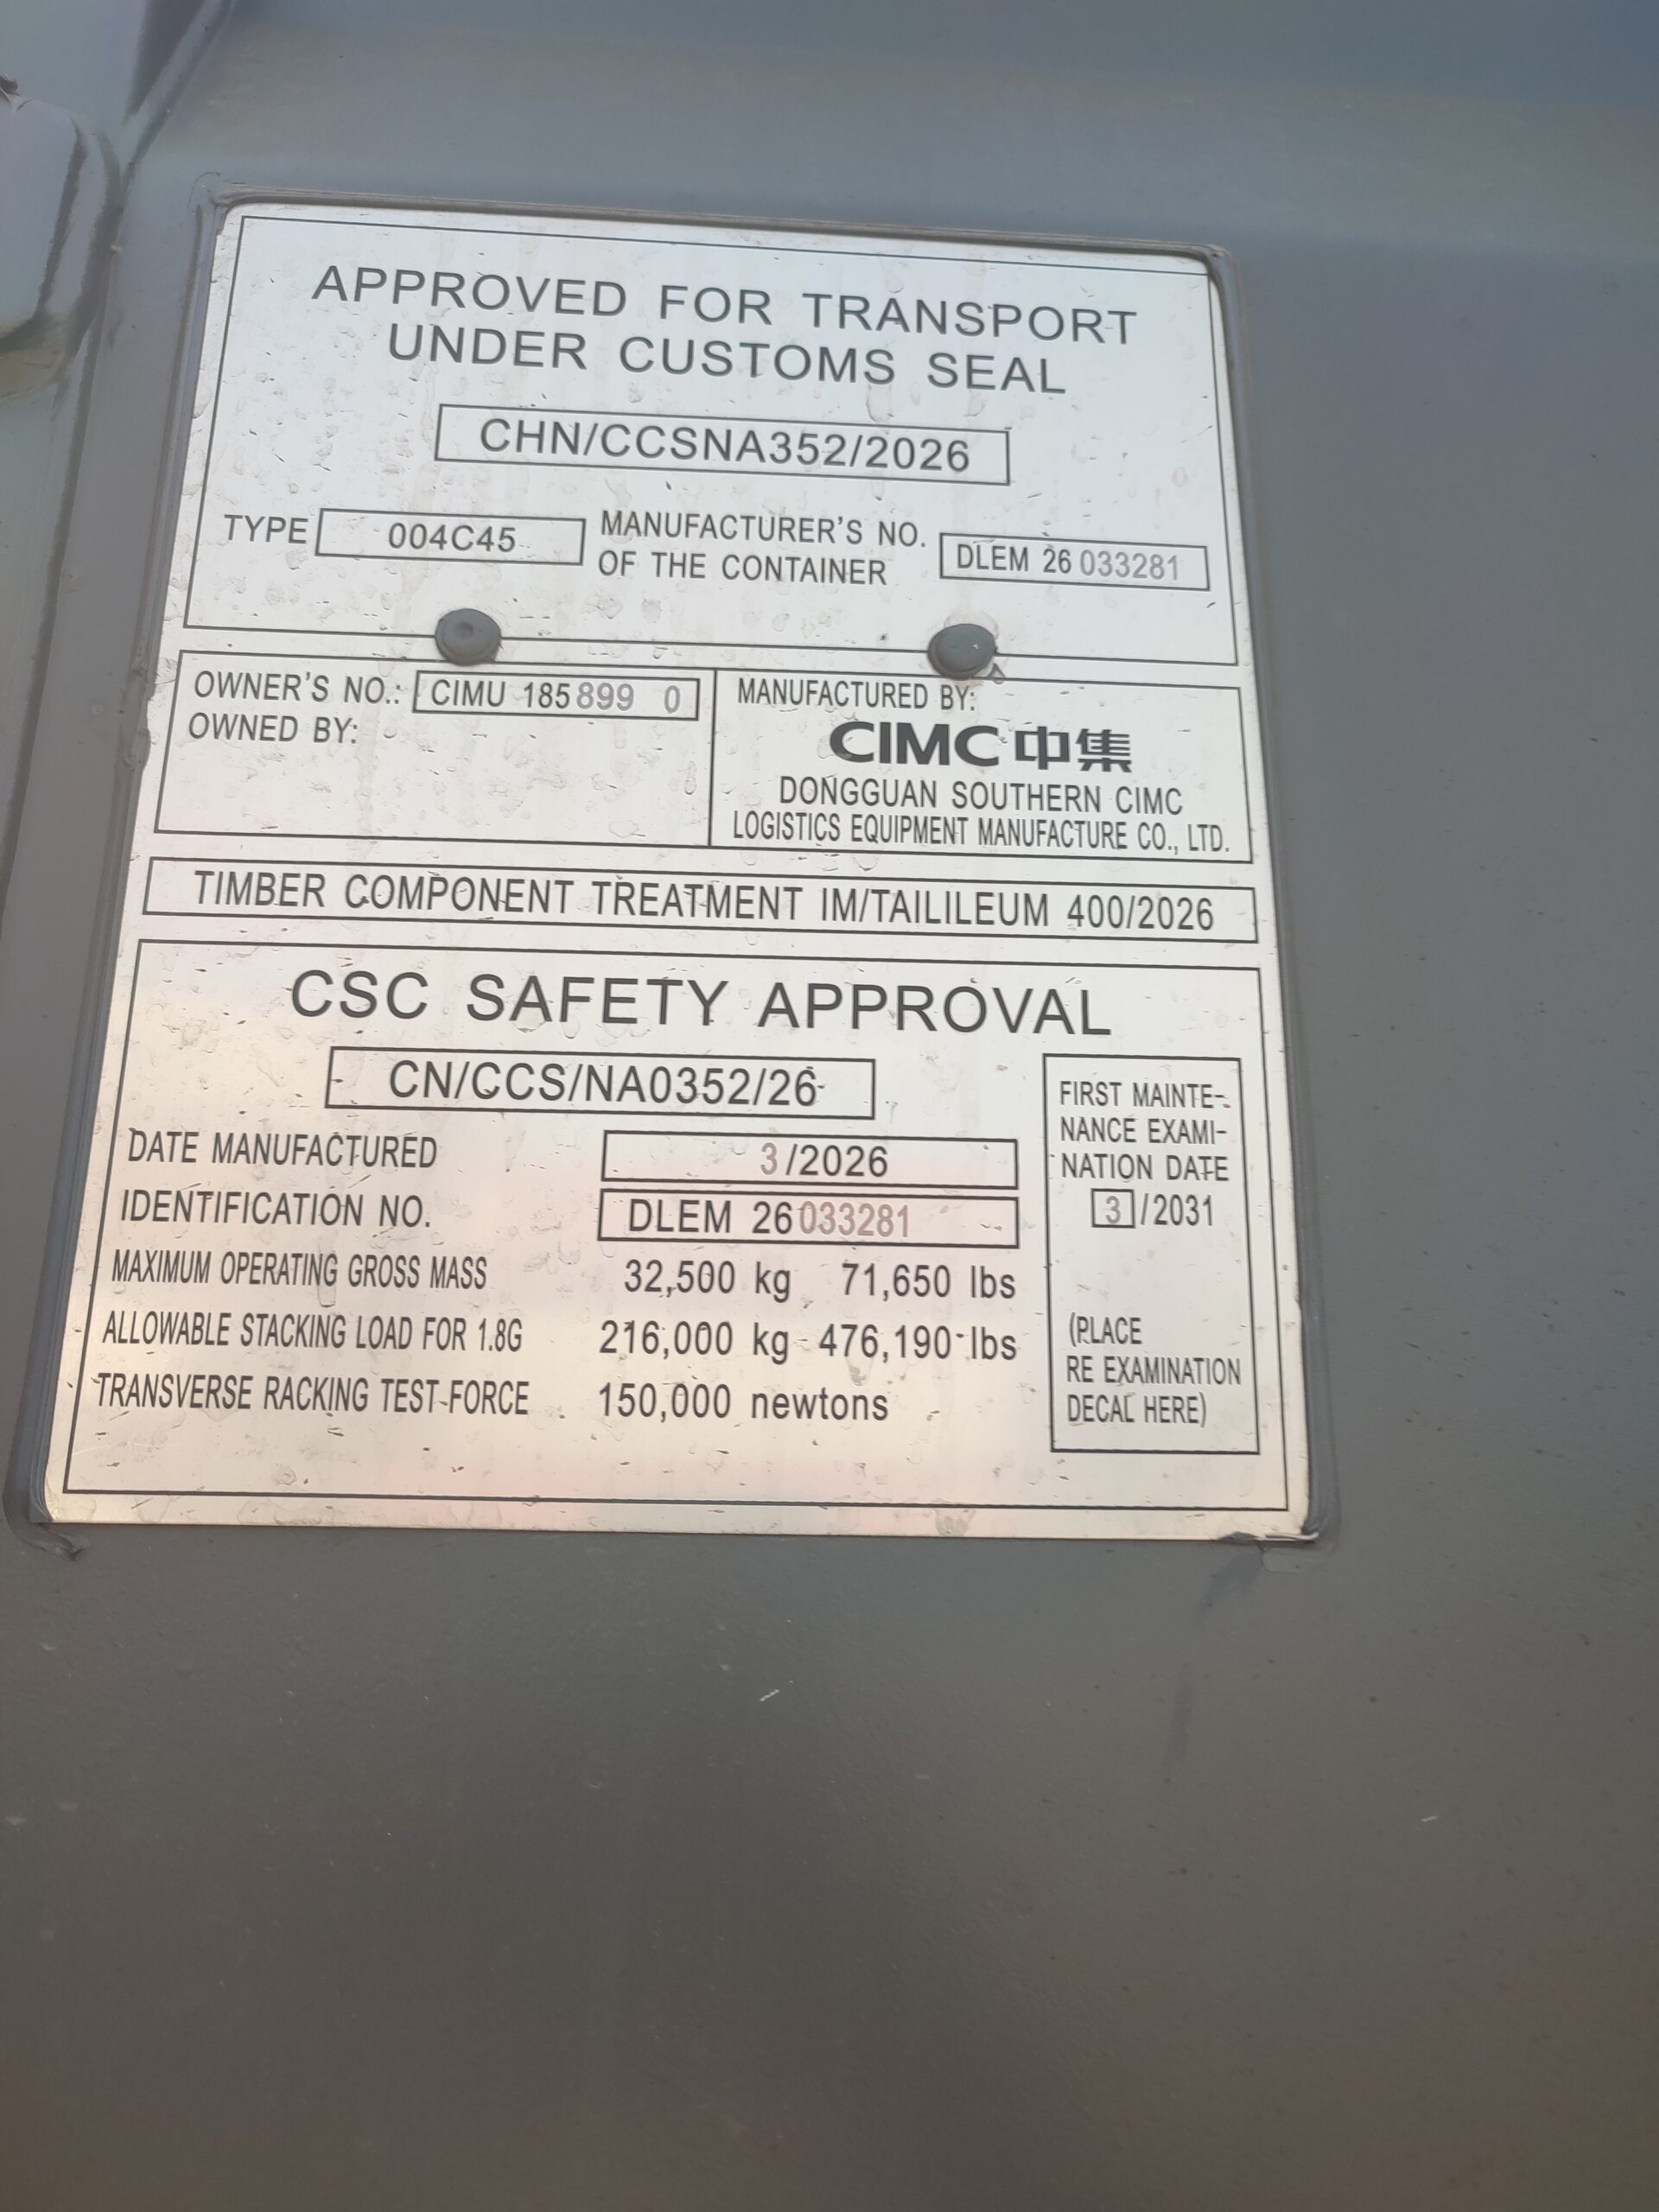 APPROVED FOR TRANSPORT
UNDER CUSTOMS SEAL
CHN/CCSNA352/2026
TYPE 004C45 MANUFACTURER'S NO. OF THE CONTAINER DLEM 26 033281
OWNER'S NO.: CIMU 185 899 0
OWNED BY:
MANUFACTURED BY:
CIMC 中集
DONGGUAN SOUTHERN CIMC
LOGISTICS EQUIPMENT MANUFACTURE CO., LTD.
TIMBER COMPONENT TREATMENT IM/TAILILEUM 400/2026
CSC SAFETY APPROVAL
CN/CCS/NA0352/26
DATE MANUFACTURED 3/2026
IDENTIFICATION NO. DLEM 26 033281
MAXIMUM OPERATING GROSS MASS 32,500 kg 71,650 lbs
ALLOWABLE STACKING LOAD FOR 1.8G 216,000 kg 476,190 lbs
TRANSVERSE RACKING TEST FORCE 150,000 newtons
FIRST MAINTE-
NANCE EXAMI-
NATION DATE
3/2031
(PLACE
RE EXAMINATION
DECAL HERE)